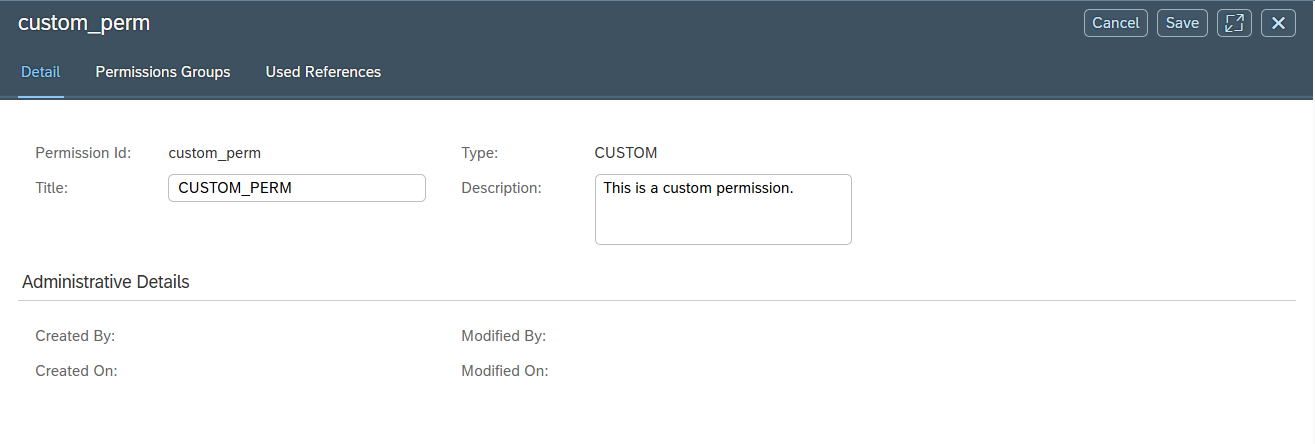 custom_perm
Cancel Save
Detail Permissions Groups Used References
Permission Id: custom_perm Type: CUSTOM
Title: CUSTOM_PERM Description: This is a custom permission.
Administrative Details
Created By: Modified By:
Created On: Modified On: